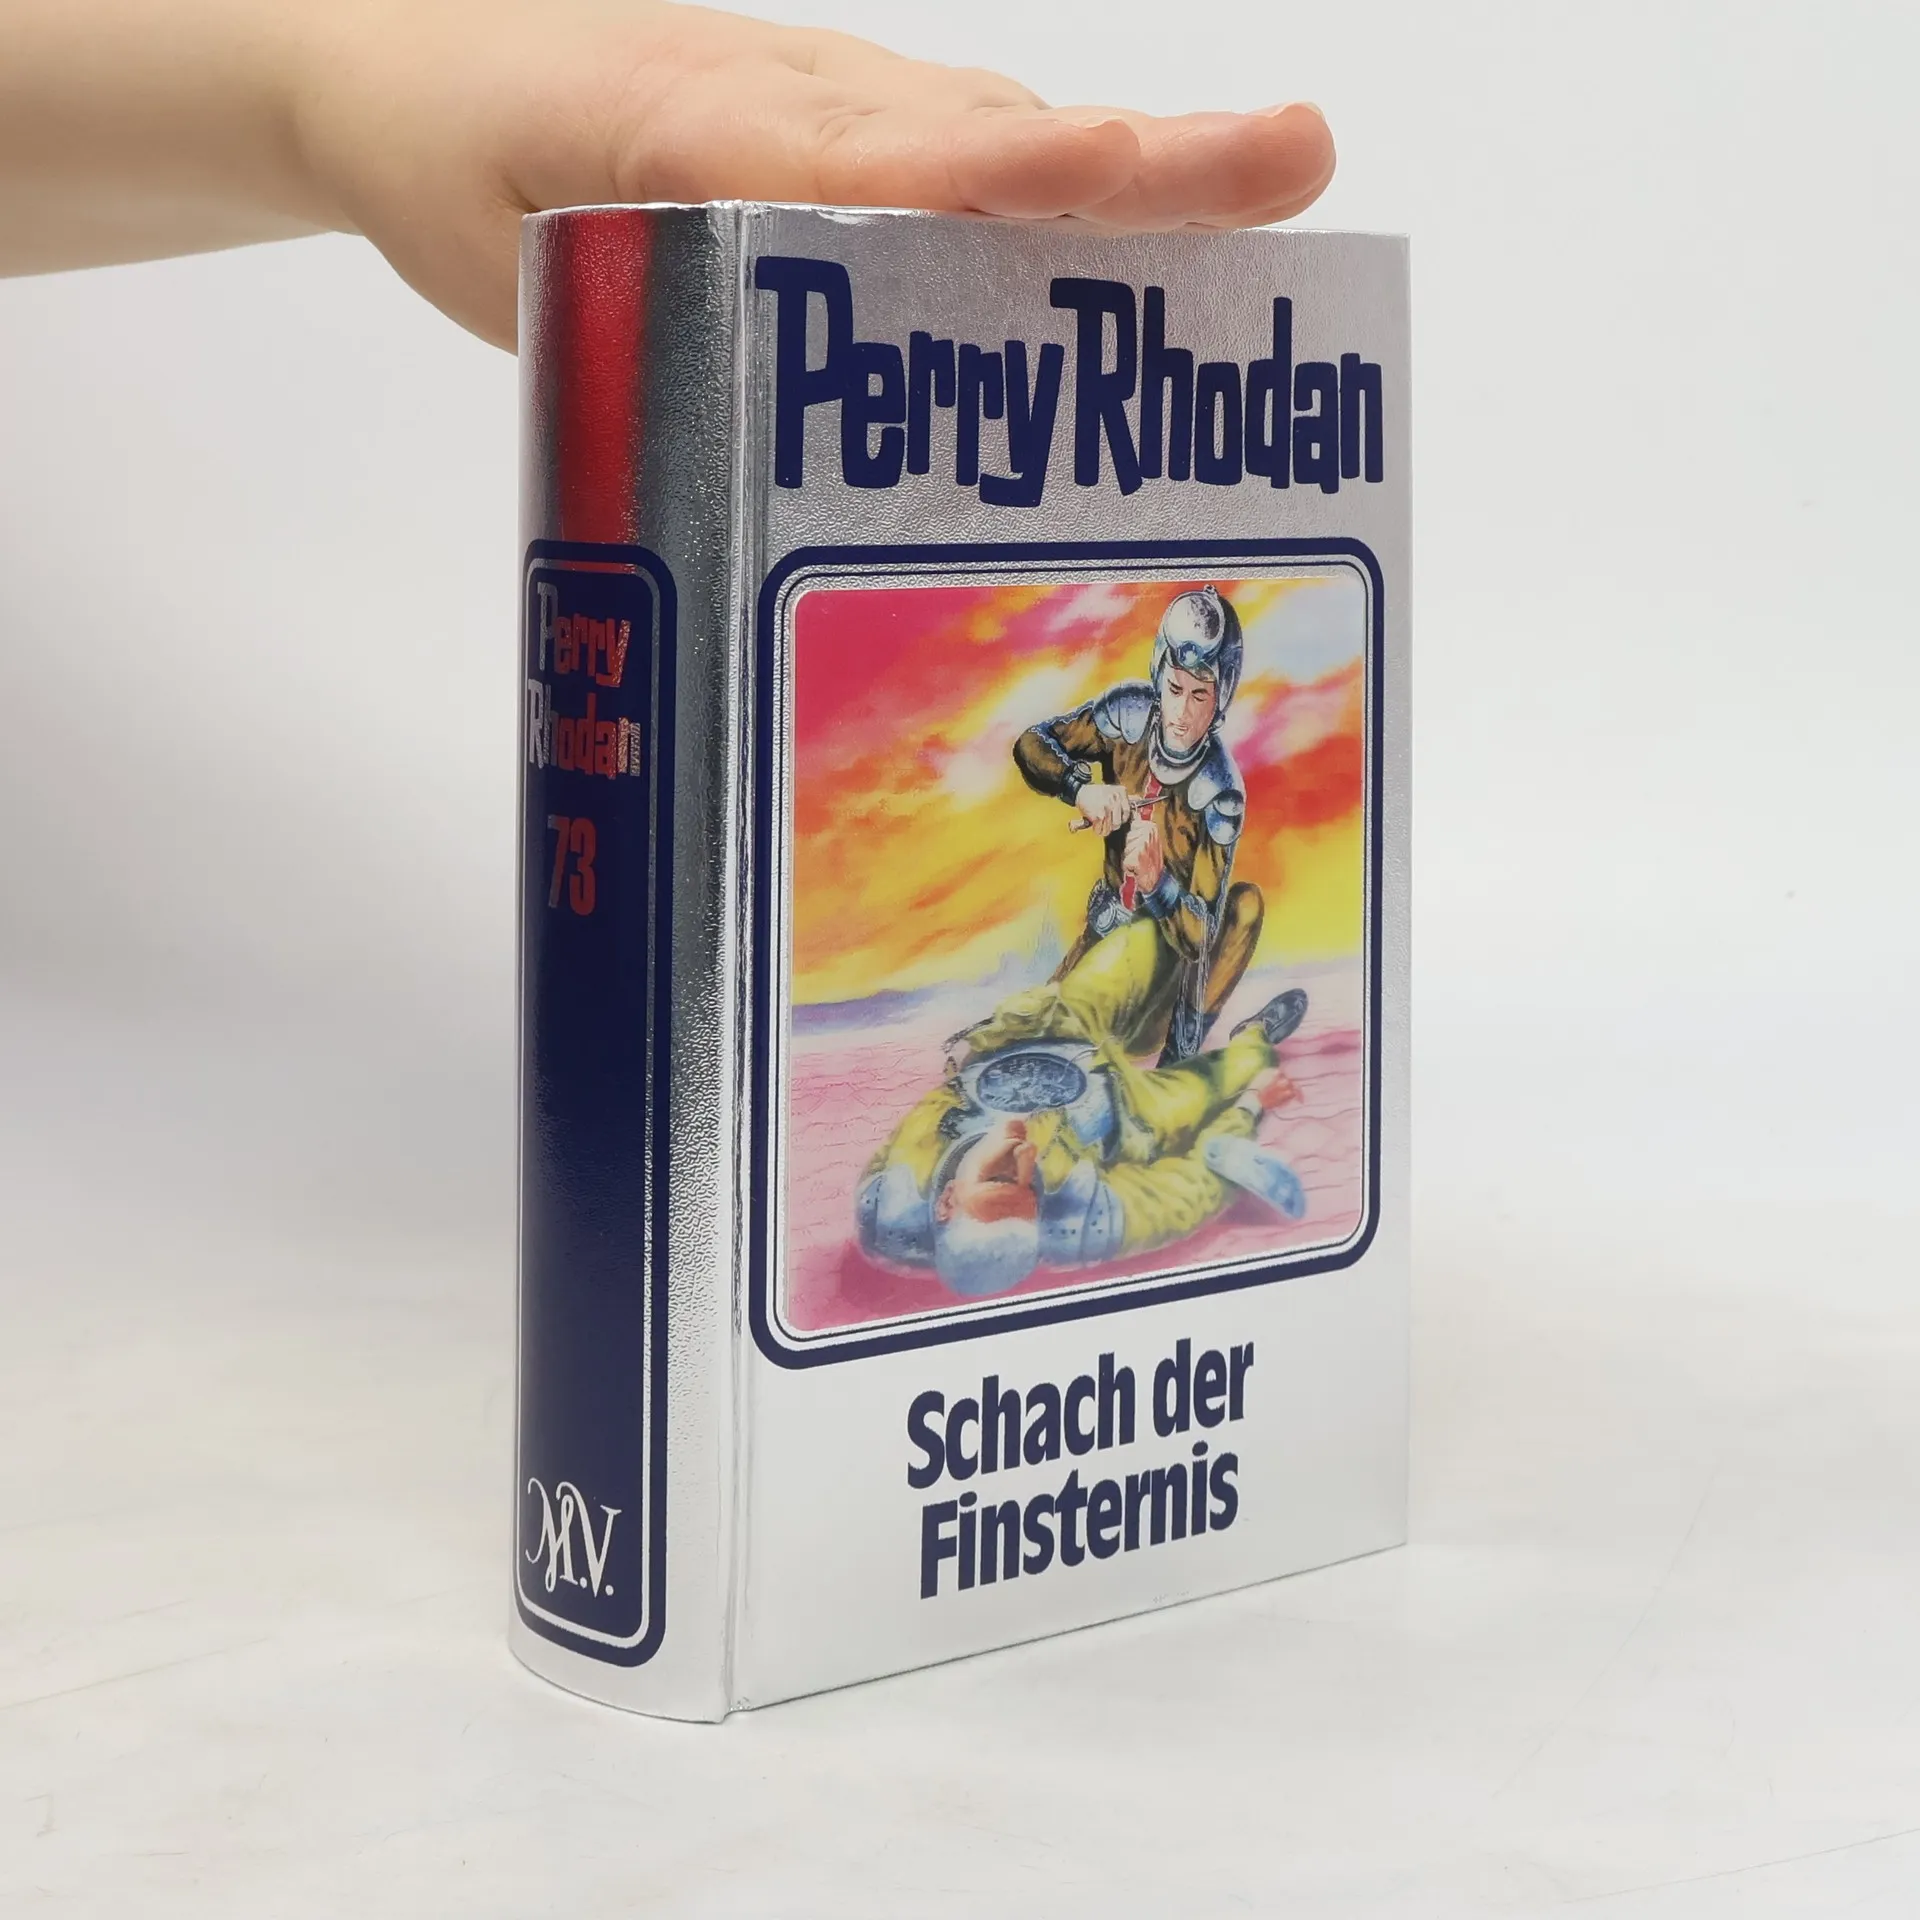 Perry Rhodan
Schach der
Finsternis
Perry
Rhodan
73
M.V.